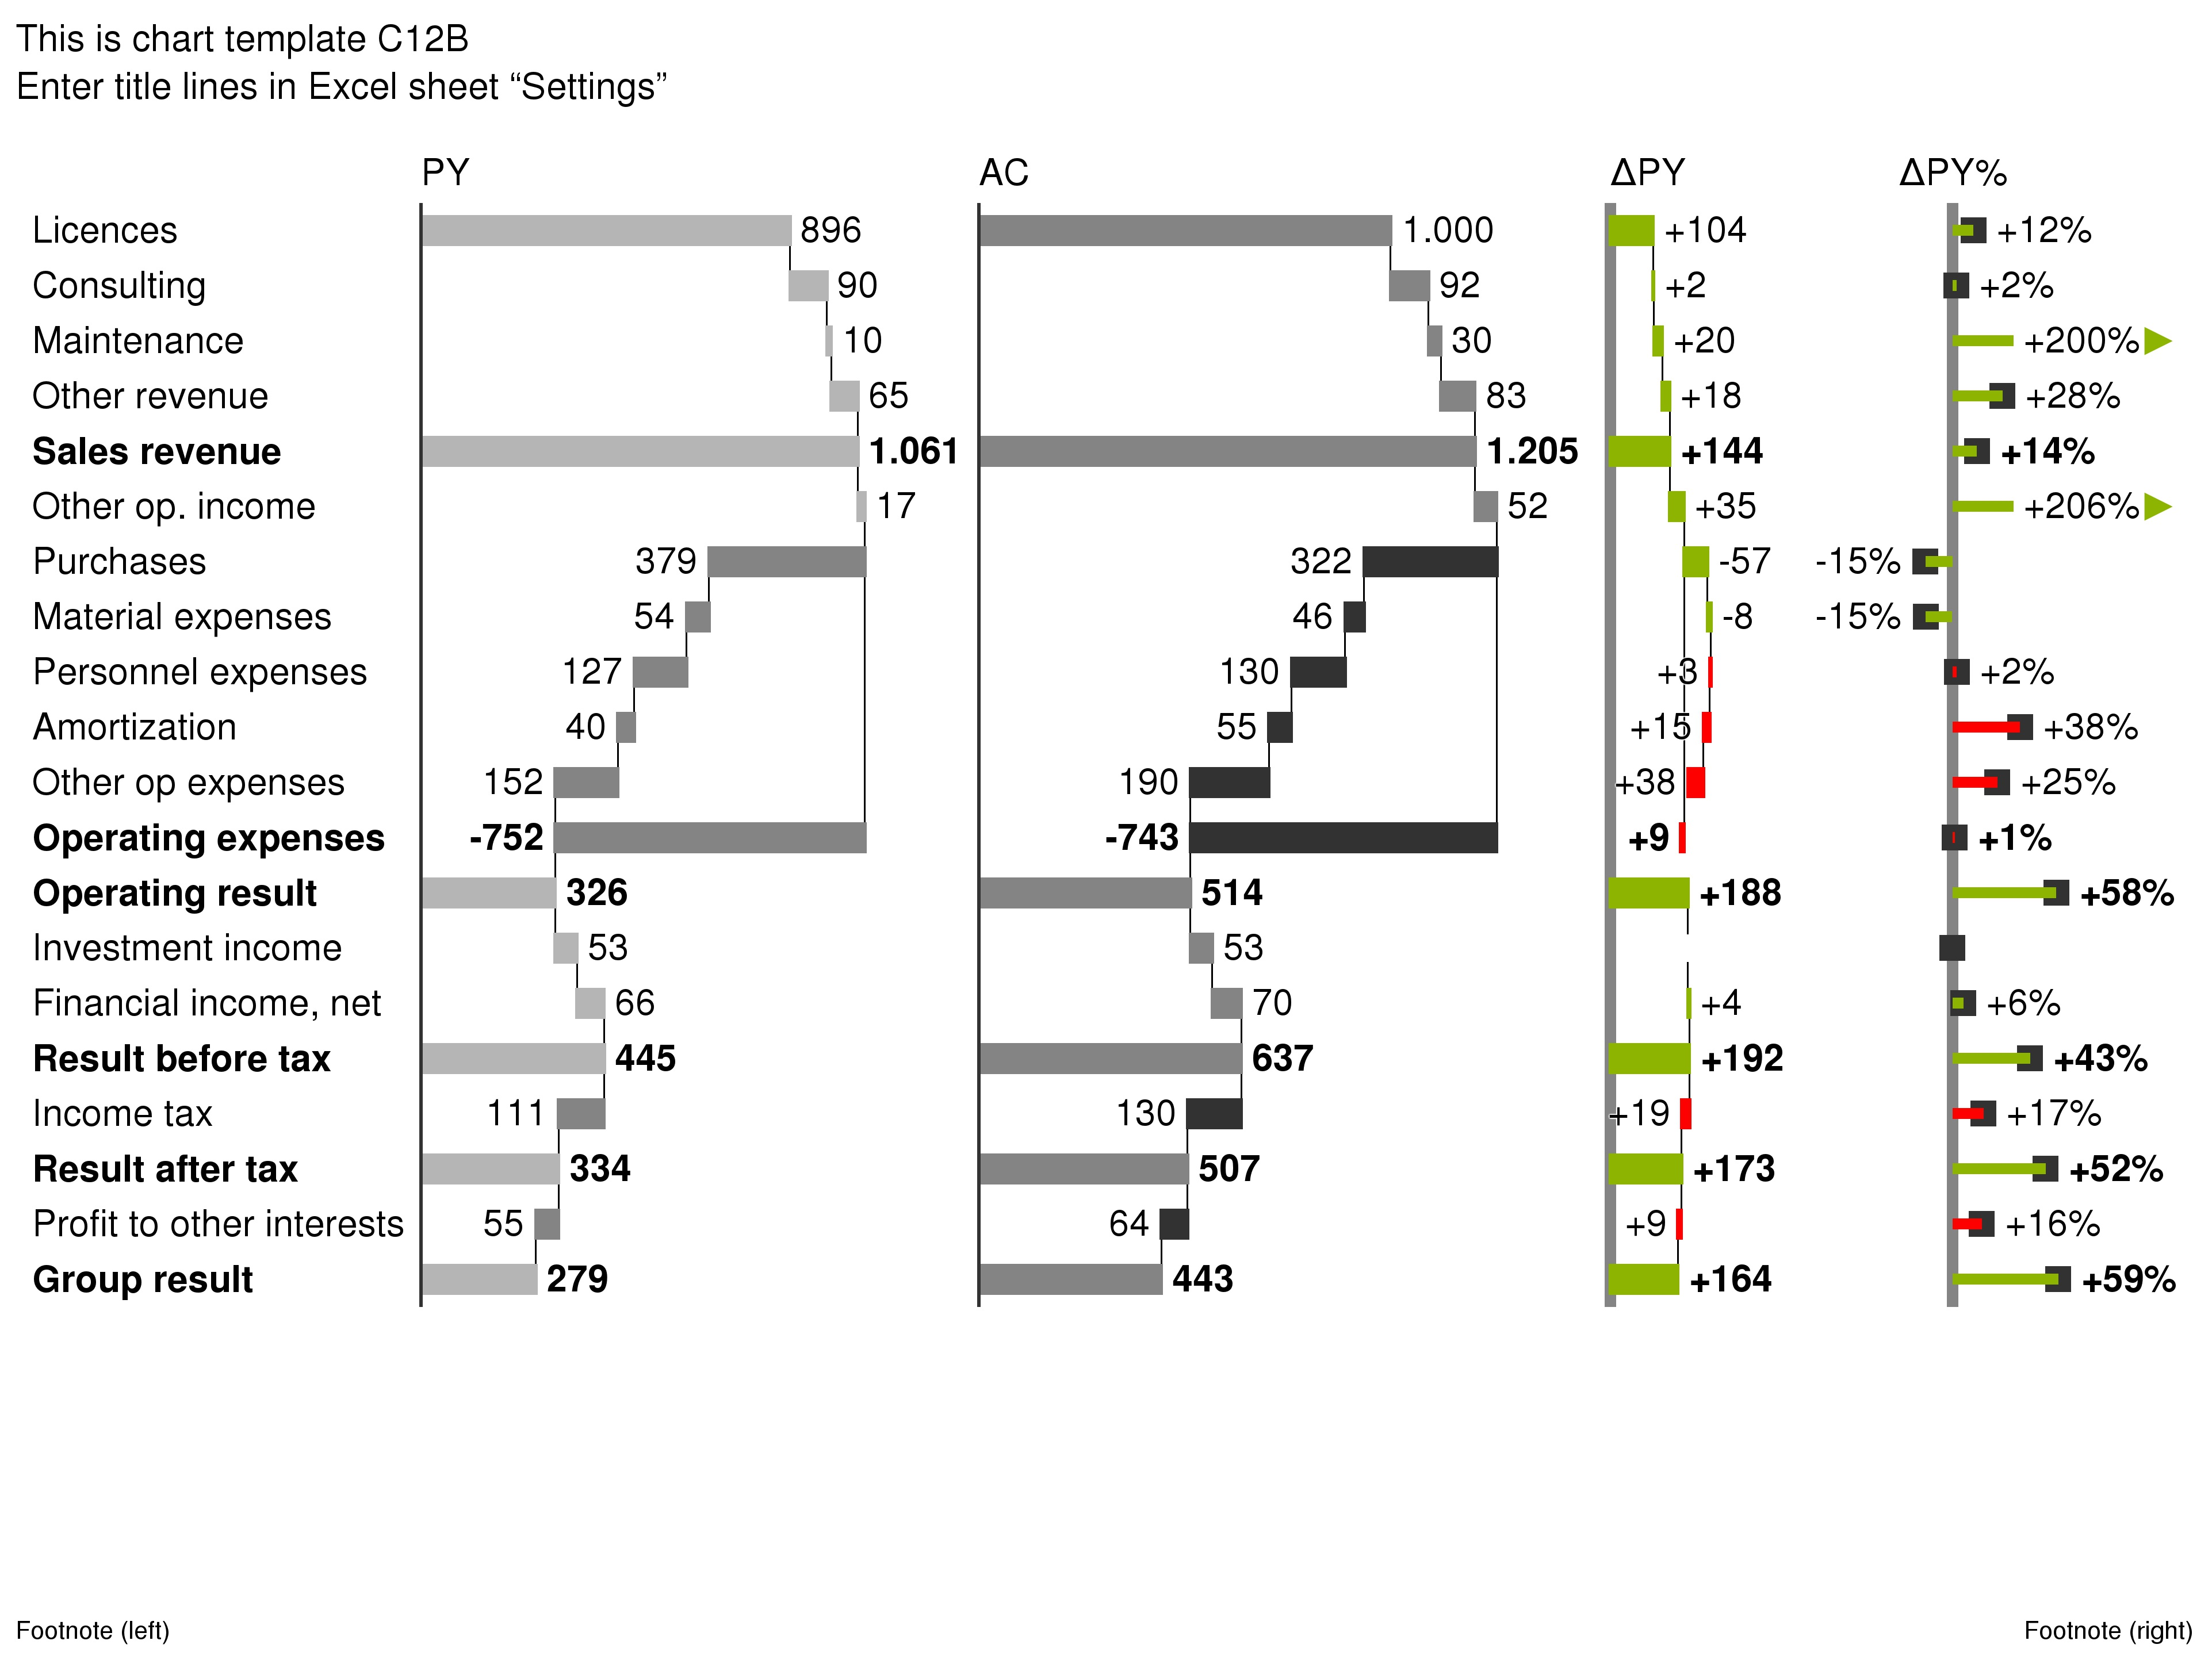 This is chart template C12B
Enter title lines in Excel sheet “Settings”
PY AC ΔPY ΔPY%
Licences 896 1.000 +104 +12%
Consulting 90 92 +2 +2%
Maintenance 10 30 +20 +200%
Other revenue 65 83 +18 +28%
Sales revenue 1.061 1.205 +144 +14%
Other op. income 17 52 +35 +206%
Purchases 379 322 -57 -15%
Material expenses 54 46 -8 -15%
Personnel expenses 127 130 +3 +2%
Amortization 40 55 +15 +38%
Other op expenses 152 190 +38 +25%
Operating expenses -752 -743 +9 +1%
Operating result 326 514 +188 +58%
Investment income 53 53
Financial income, net 66 70 +4 +6%
Result before tax 445 637 +192 +43%
Income tax 111 130 +19 +17%
Result after tax 334 507 +173 +52%
Profit to other interests 55 64 +9 +16%
Group result 279 443 +164 +59%
Footnote (left) Footnote (right)